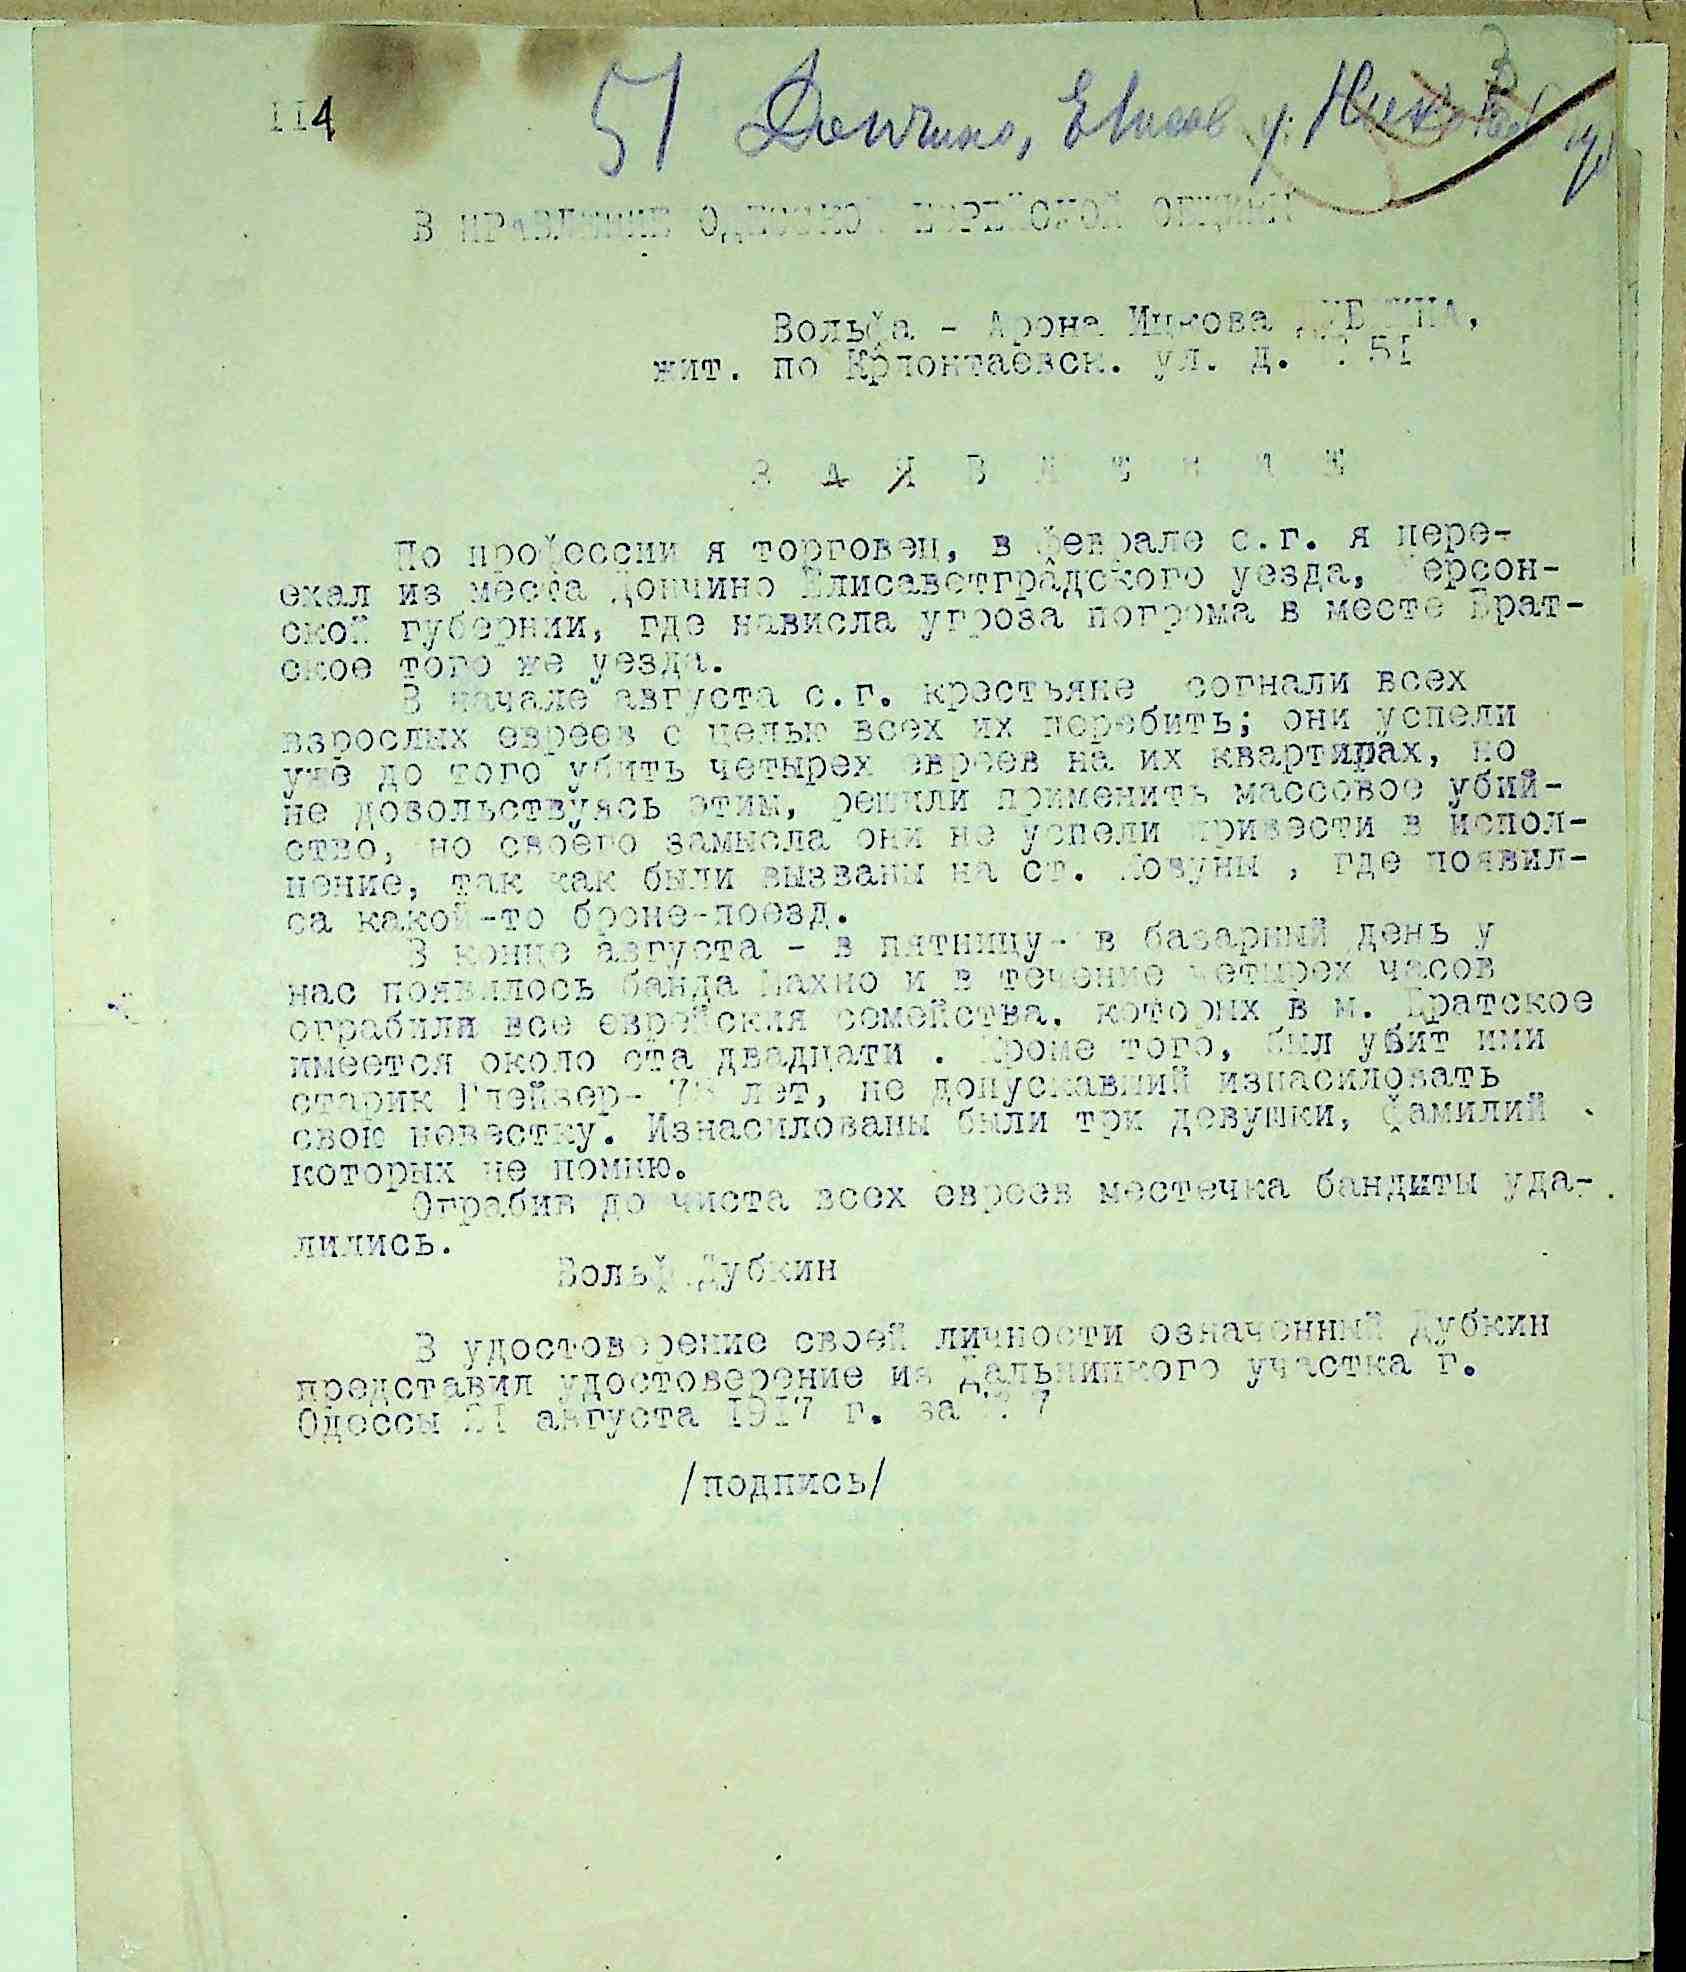 114
51 Дончино, Елисав у.
В ПРАВЛЕНИЕ ОДЕССКОЙ ЕВРЕЙСКОЙ ОБЩИНЫ
Вольфа - Арона Ицкова ДУБКИНА,
жит. по Крлонтаевск. ул. д. 51
З А Я В Л Е Н И Е
По профессии я торговец, в феврале с.г. я пере-
ехал из места Дончино Елисаветградского уезда, Херсон-
ской губернии, где нависла угроза погрома в место Брат-
ское того же уезда.
В начале августа с.г. крестьяне согнали всех
взрослых евреев с целью всех их перебить; они успели
уже до того убить четырех евреев на их квартирах, но
не довольствуясь этим, решили применить массовое убий-
ство, но своего замысла они не успели привести в испол-
нение, так как были вызваны на ст. , где появил-
са какой-то броне-поезд.
В конце августа - в пятницу- в базарный день у
нас появилось банда Махно и в течение четырех часов
ограбила все еврейския семейства, которых в м. Братское
имеется около ста двадцати . Кроме того, был убит ими
старик Глейзер- лет, не допускавший изнасиловать
свою невестку. Изнасилованы были три девушки, фамилий
которых не помню.
Ограбив до чиста всех евреев местечка бандиты уда-
лились.
Вольф Дубкин
В удостоверение своей личности означенный Дубкин
представил удостоверение из Дальницкого участка г.
Одессы 21 августа 1917 г. за № 7
/подпись/